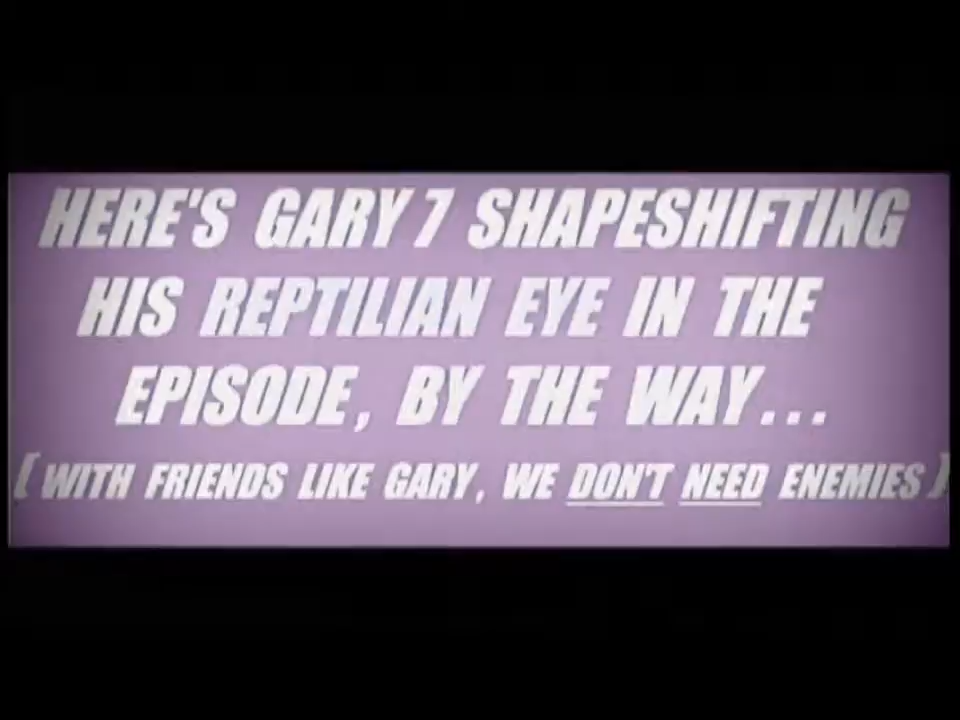 HERE'S GARY 7 SHAPESHIFTING
HIS REPTILIAN EYE IN THE
EPISODE, BY THE WAY...
(WITH FRIENDS LIKE GARY, WE DON'T NEED ENEMIES)